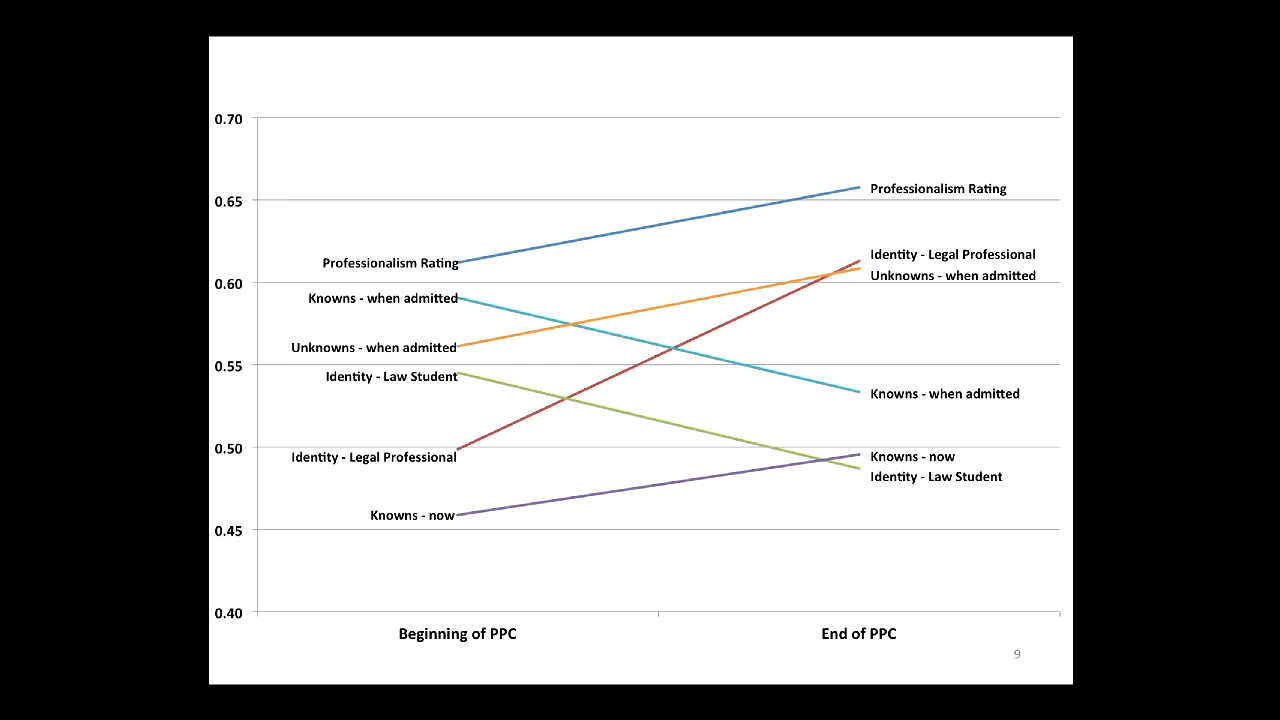 0.70
0.65
Professionalism Rating
Identity - Legal Professional
Professionalism Rating
Unknowns - when admitted
0.60
Knowns - when admitted
Unknowns - when admitted
0.55
Identity - Law Student
Knowns - when admitted
0.50
Identity - Legal Professional
Knowns - now
Identity - Law Student
Knowns - now
0.45
0.40
Beginning of PPC
End of PPC
9